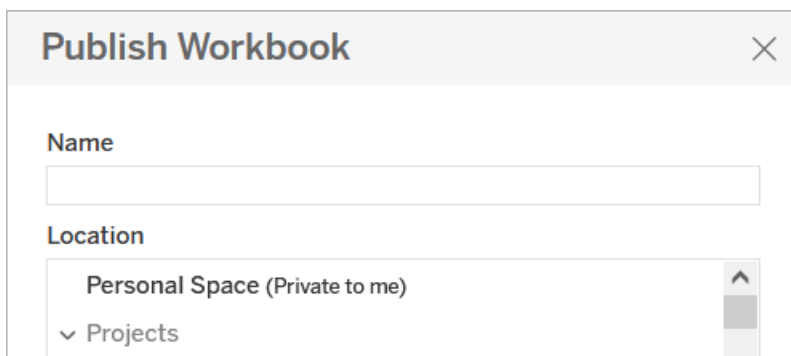 Publish Workbook
Name
Location
Personal Space (Private to me)
Projects